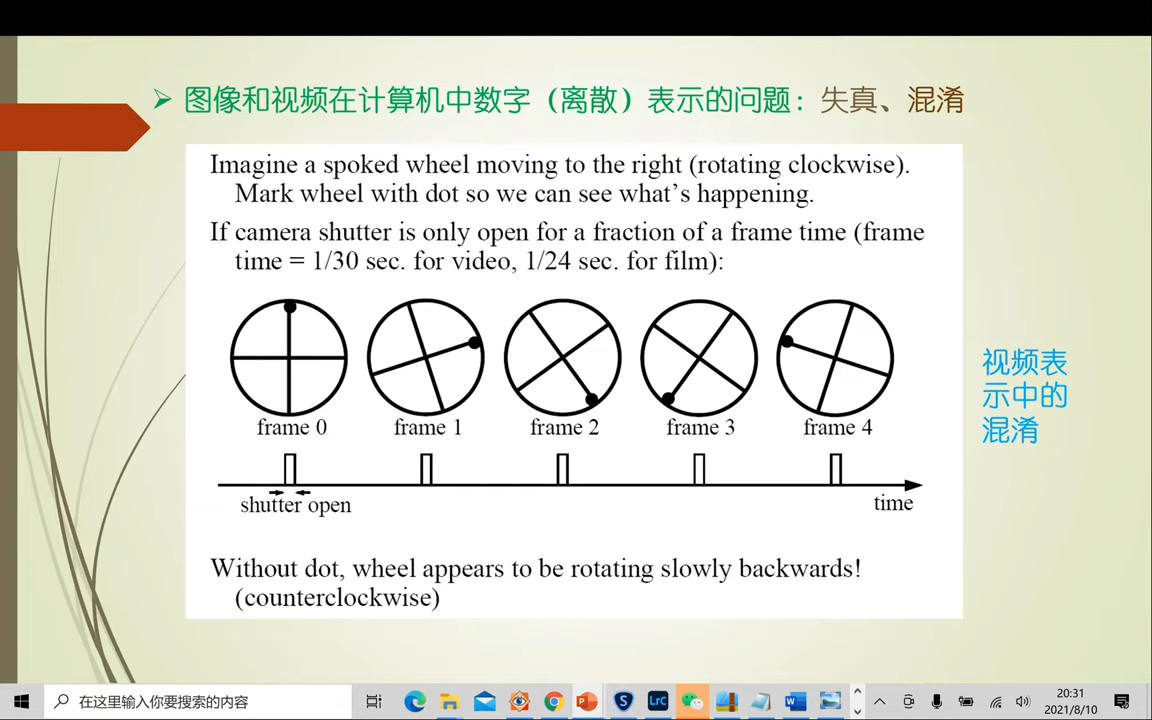 图像和视频在计算机中数字（离散）表示的问题：失真、混淆
Imagine a spoked wheel moving to the right (rotating clockwise).
Mark wheel with dot so we can see what's happening.
If camera shutter is only open for a fraction of a frame time (frame
time = 1/30 sec. for video, 1/24 sec. for film):
frame 0 frame 1 frame 2 frame 3 frame 4
shutter open time
Without dot, wheel appears to be rotating slowly backwards!
(counterclockwise)
视频表
示中的
混淆
在这里输入你要搜索的内容
S LrC W
20:31
2021/8/10